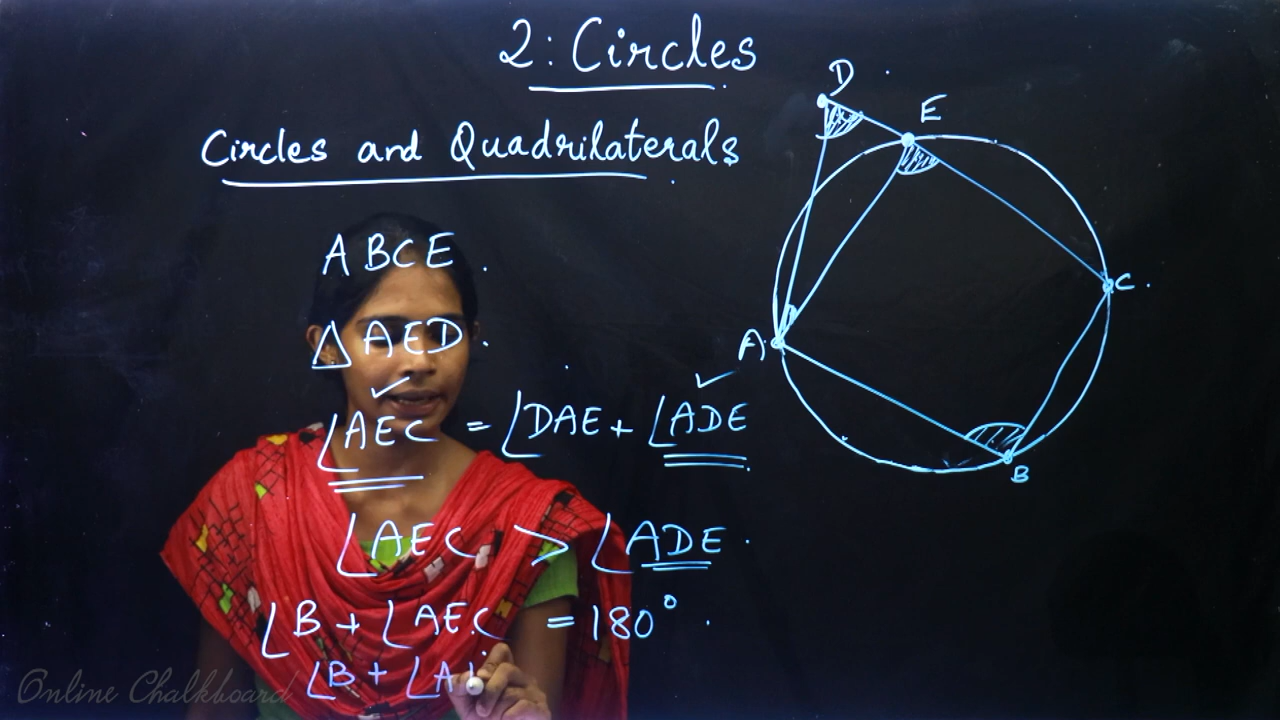 2: Circles
Circles and Quadrilaterals
ABCE.
△AED.
∠AEC = ∠DAE + ∠ADE
∠AEC > ∠ADE.
∠B + ∠AEC = 180°.
∠B + ∠A
D
E
C
A
B
Online Chalkboard